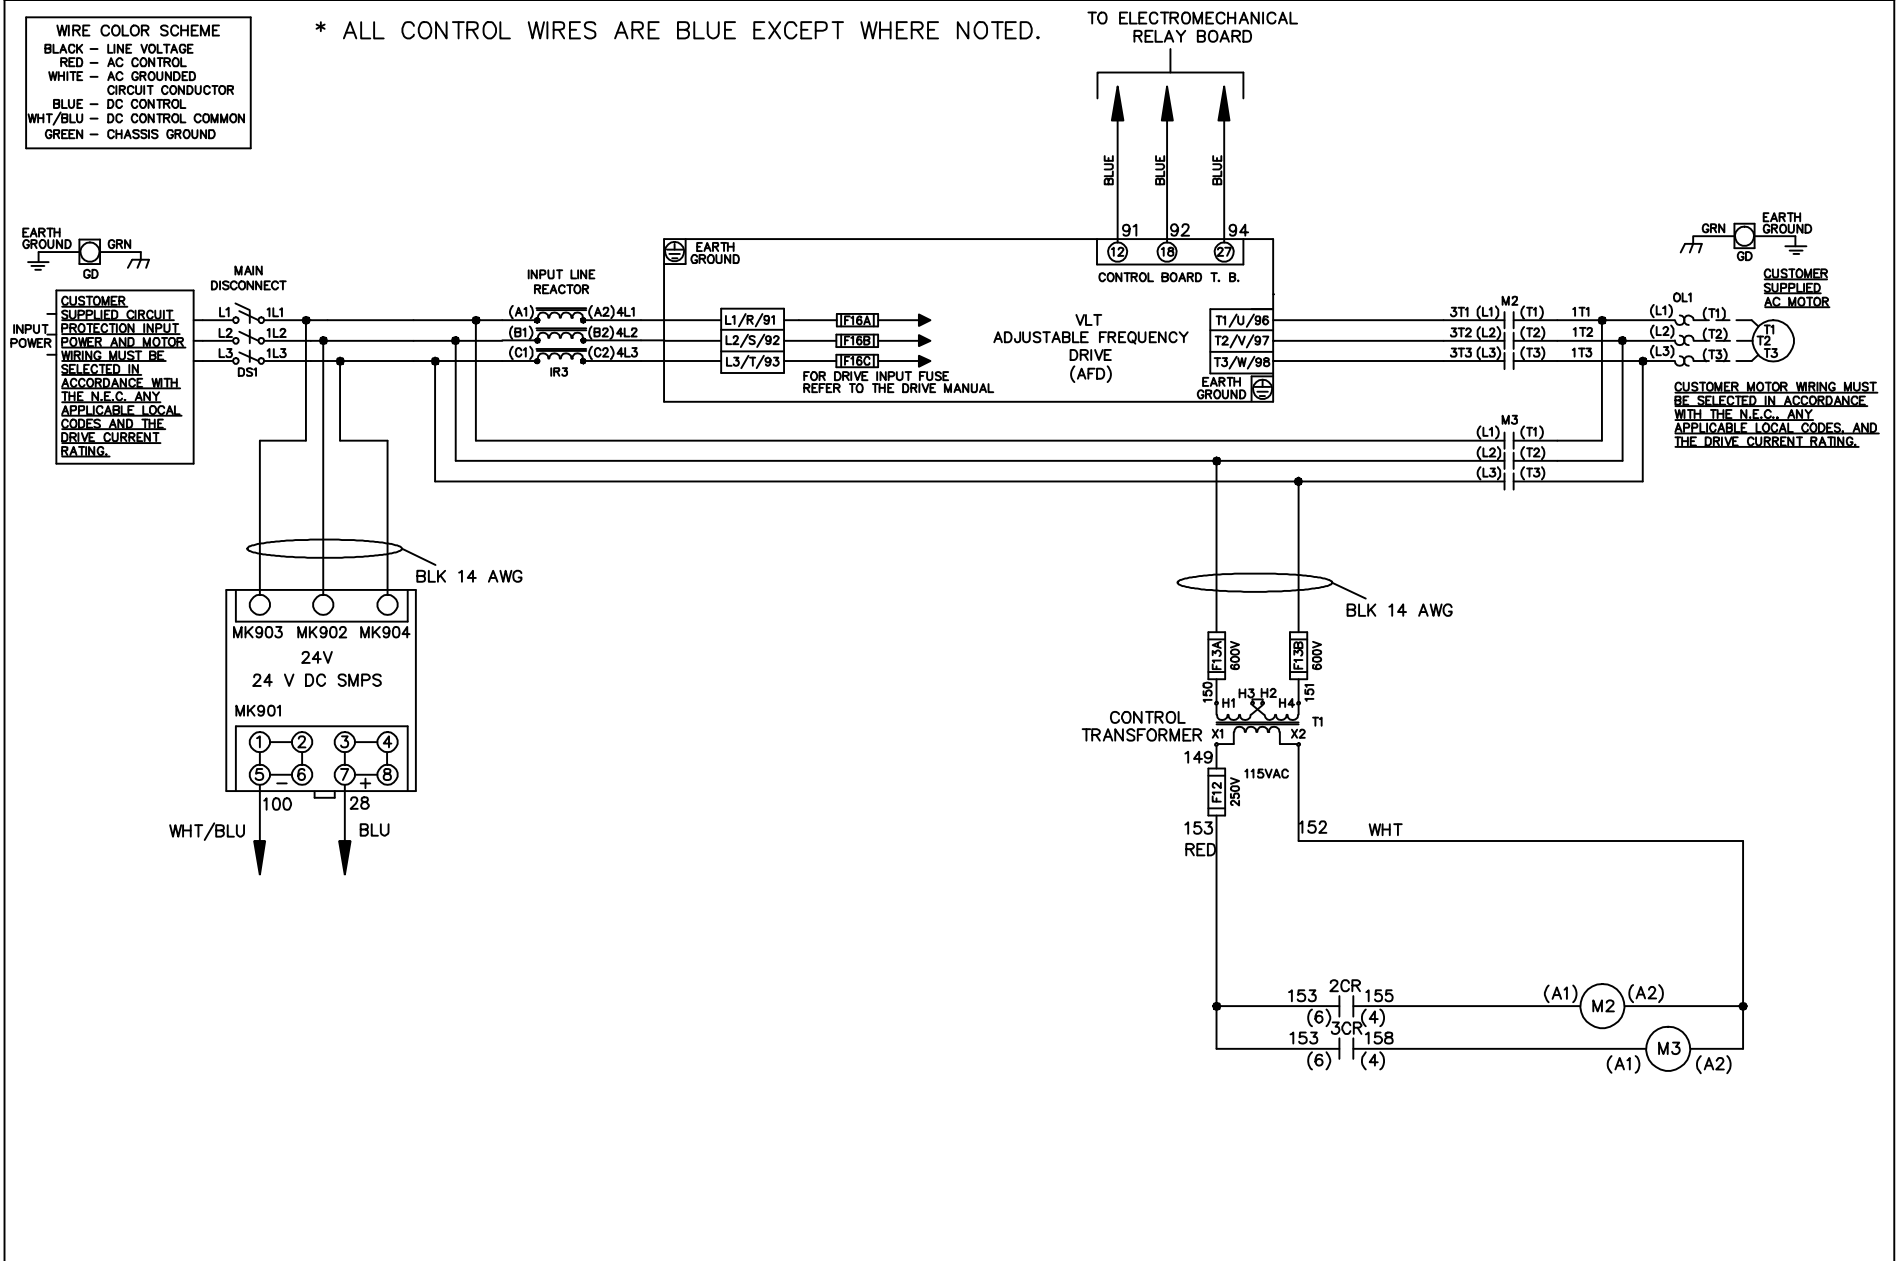 WIRE COLOR SCHEME
BLACK – LINE VOLTAGE
RED – AC CONTROL
WHITE – AC GROUNDED
CIRCUIT CONDUCTOR
BLUE – DC CONTROL
WHT/BLU – DC CONTROL COMMON
GREEN – CHASSIS GROUND
* ALL CONTROL WIRES ARE BLUE EXCEPT WHERE NOTED.
TO ELECTROMECHANICAL
RELAY BOARD
BLUE
BLUE
BLUE
91 92 94
12 18 27
CONTROL BOARD T. B.
EARTH
GROUND
GRN
GD
MAIN
DISCONNECT
INPUT
POWER
CUSTOMER
SUPPLIED CIRCUIT
PROTECTION INPUT
POWER AND MOTOR
WIRING MUST BE
SELECTED IN
ACCORDANCE WITH
THE N.E.C. ANY
APPLICABLE LOCAL
CODES AND THE
DRIVE CURRENT
RATING.
L1 1L1
L2 1L2
L3 1L3
DS1
INPUT LINE
REACTOR
(A1) (A2) 4L1
(B1) (B2) 4L2
(C1) (C2) 4L3
IR3
EARTH
GROUND
L1/R/91
L2/S/92
L3/T/93
IF16A
IF16B
IF16C
FOR DRIVE INPUT FUSE
REFER TO THE DRIVE MANUAL
VLT
ADJUSTABLE FREQUENCY
DRIVE
(AFD)
T1/U/96
T2/V/97
T3/W/98
EARTH
GROUND
M2
3T1 (L1) (T1) 1T1
3T2 (L2) (T2) 1T2
3T3 (L3) (T3) 1T3
M3
(L1) (T1)
(L2) (T2)
(L3) (T3)
GRN
GD
EARTH
GROUND
CUSTOMER
SUPPLIED
AC MOTOR
OL1
(L1) (T1)
(L2) (T2)
(L3) (T3)
T1
T2
T3
CUSTOMER MOTOR WIRING MUST
BE SELECTED IN ACCORDANCE
WITH THE N.E.C., ANY
APPLICABLE LOCAL CODES, AND
THE DRIVE CURRENT RATING.
BLK 14 AWG
MK903 MK902 MK904
24V
24 V DC SMPS
MK901
1 2 3 4
5 6 7 8
– +
100 28
WHT/BLU BLU
BLK 14 AWG
F13A
600V
F13B
600V
150
151
H1 H3 H2 H4
T1
CONTROL
TRANSFORMER
X1 X2
149
115VAC
F12
250V
153
RED
152 WHT
2CR
153 155
(6) (4)
(A1) M2 (A2)
3CR
153 158
(6) (4)
(A1) M3 (A2)